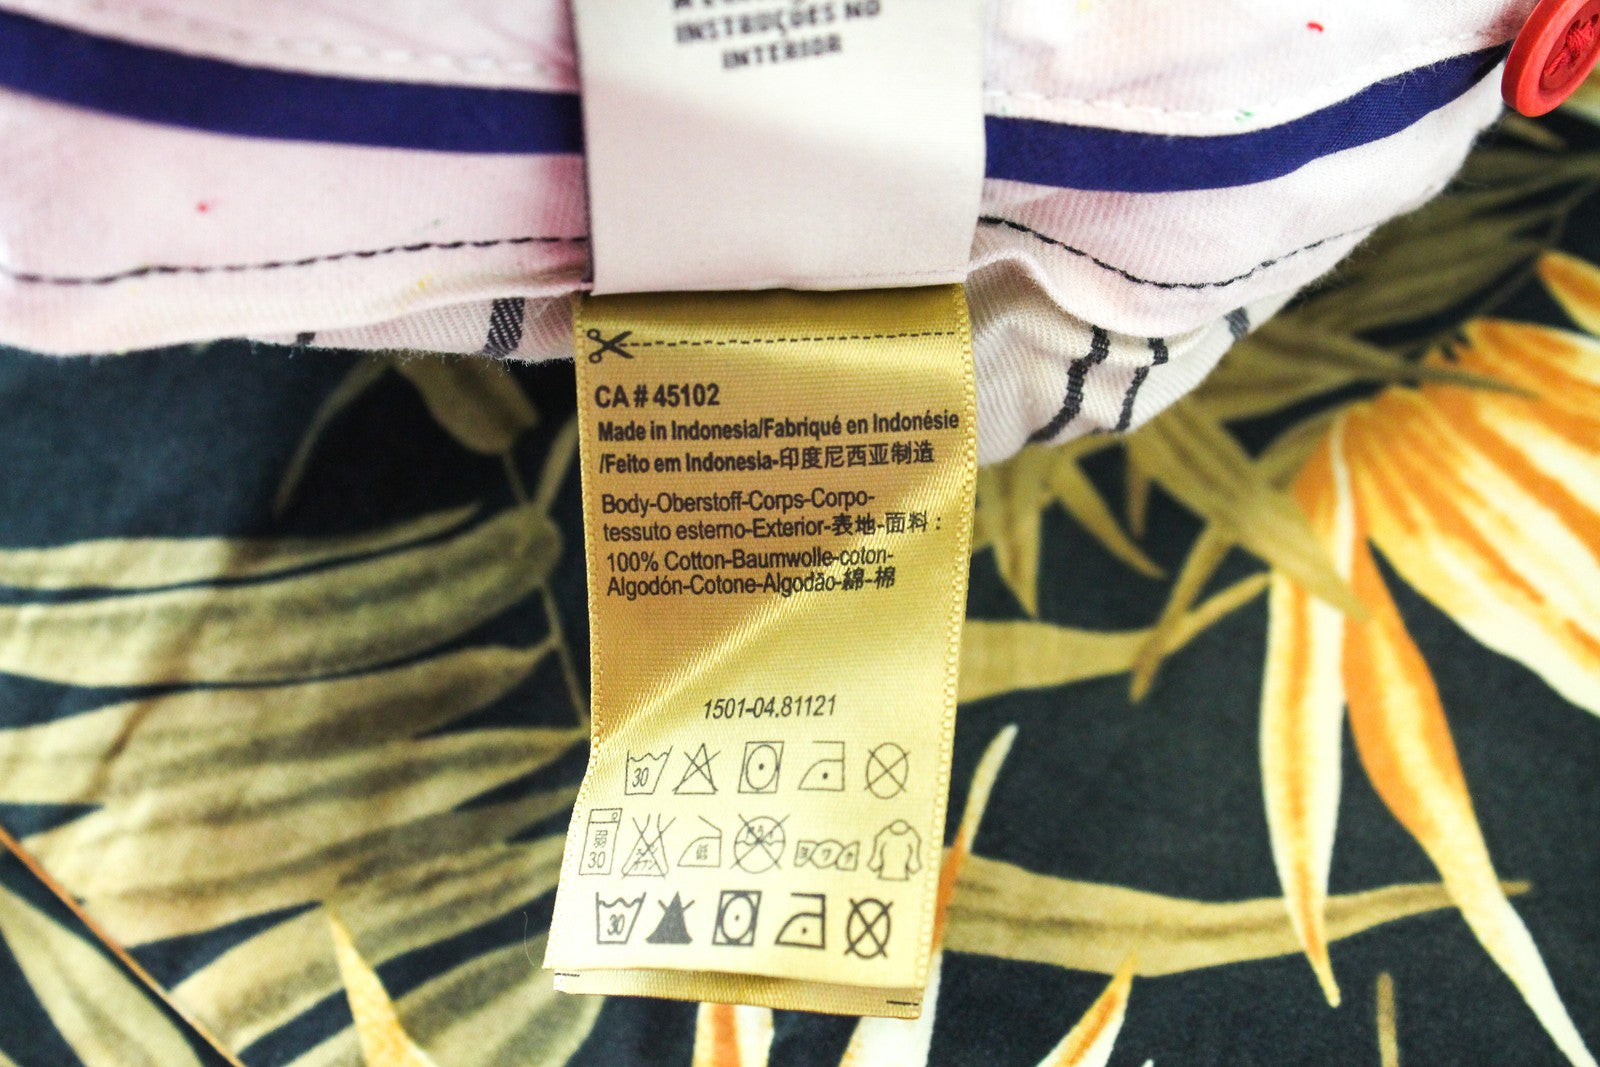 INSTRUÇÕES NO
INTERIOR
CA # 45102
Made in Indonesia/Fabriqué en Indonésie
/Feito em Indonesia-印度尼西亚制造
Body-Oberstoff-Corps-Corpo-
tessuto esterno-Exterior-表地-面料：
100% Cotton-Baumwolle-coton-
Algodón-Cotone-Algodão-綿-棉
1501-04.81121
30
30
低
30